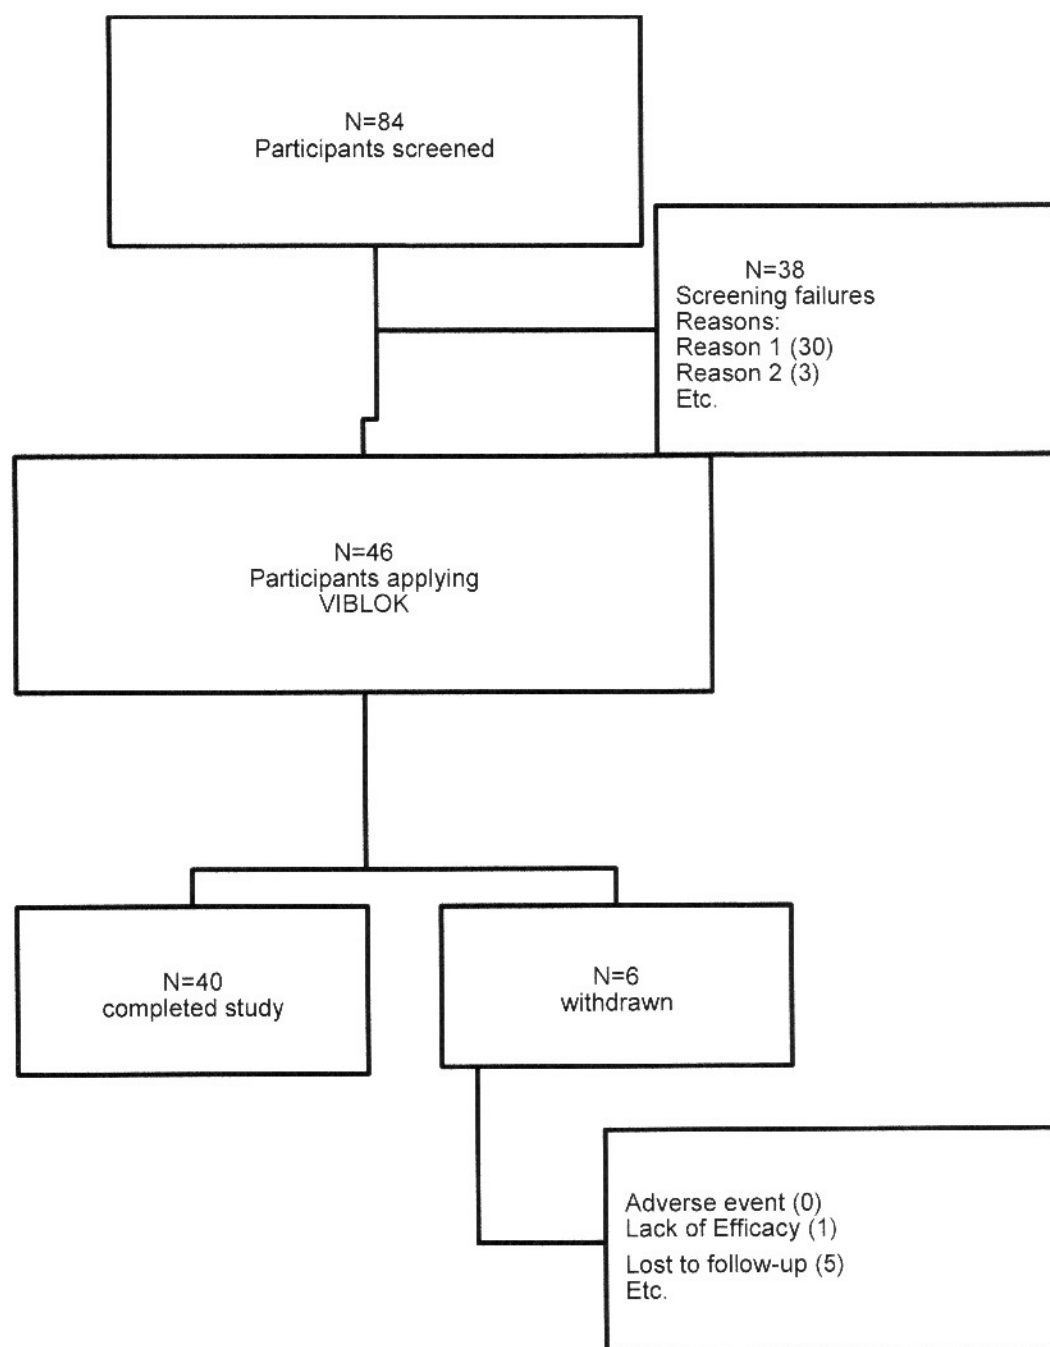 N=84
Participants screened
N=38
Screening failures
Reasons:
Reason 1 (30)
Reason 2 (3)
Etc.
N=46
Participants applying
VIBLOK
N=40
completed study
N=6
withdrawn
Adverse event (0)
Lack of Efficacy (1)
Lost to follow-up (5)
Etc.